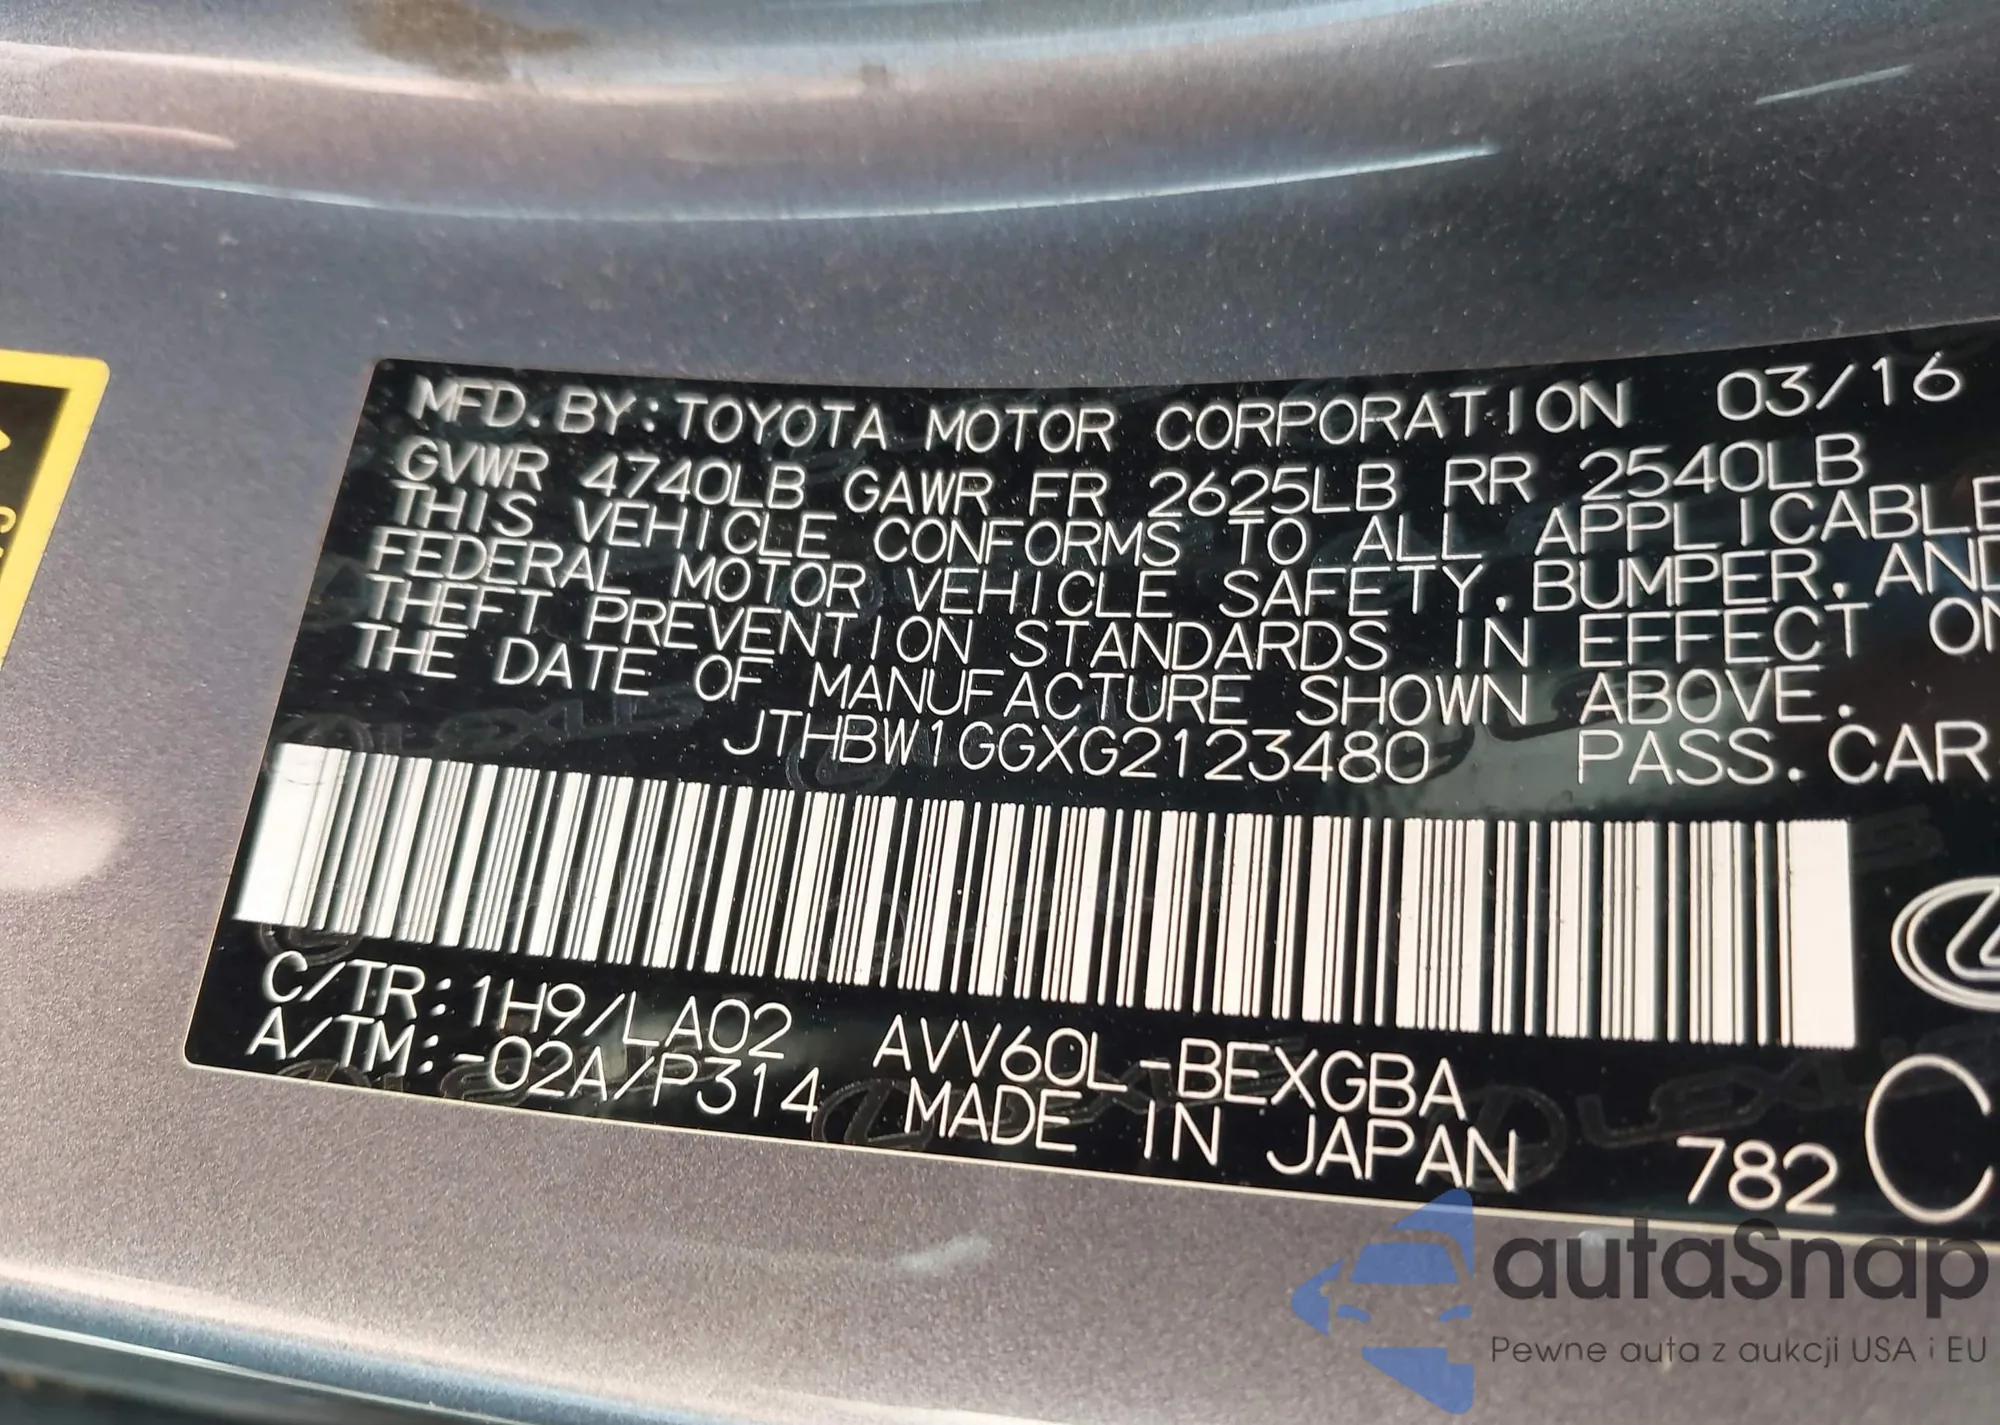 MFD. BY: TOYOTA MOTOR CORPORATION 03/16
GVWR 4740LB GAWR FR 2625LB RR 2540LB
THIS VEHICLE CONFORMS TO ALL APPLICABLE
FEDERAL MOTOR VEHICLE SAFETY, BUMPER, AND
THEFT PREVENTION STANDARDS IN EFFECT ON
THE DATE OF MANUFACTURE SHOWN ABOVE.
JTHBW1GGXG2123480 PASS. CAR
C/TR: 1H9/LA02 AVV60L-BEXGBA
A/TM: -02A/P314 MADE IN JAPAN 782 C
LEXUS
autaSnap
Pewne auta z aukcji USA i EU